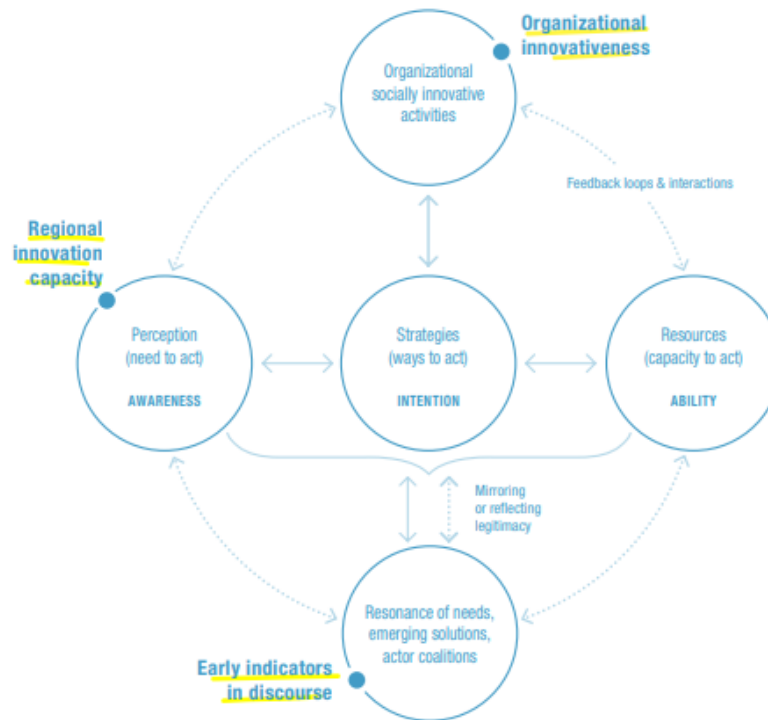 Organizational
innovativeness
Organizational
socially innovative
activities
Feedback loops & interactions
Regional
innovation
capacity
Perception
(need to act)
AWARENESS
Strategies
(ways to act)
INTENTION
Resources
(capacity to act)
ABILITY
Mirroring
or reflecting
legitimacy
Resonance of needs,
emerging solutions,
actor coalitions
Early indicators
in discourse